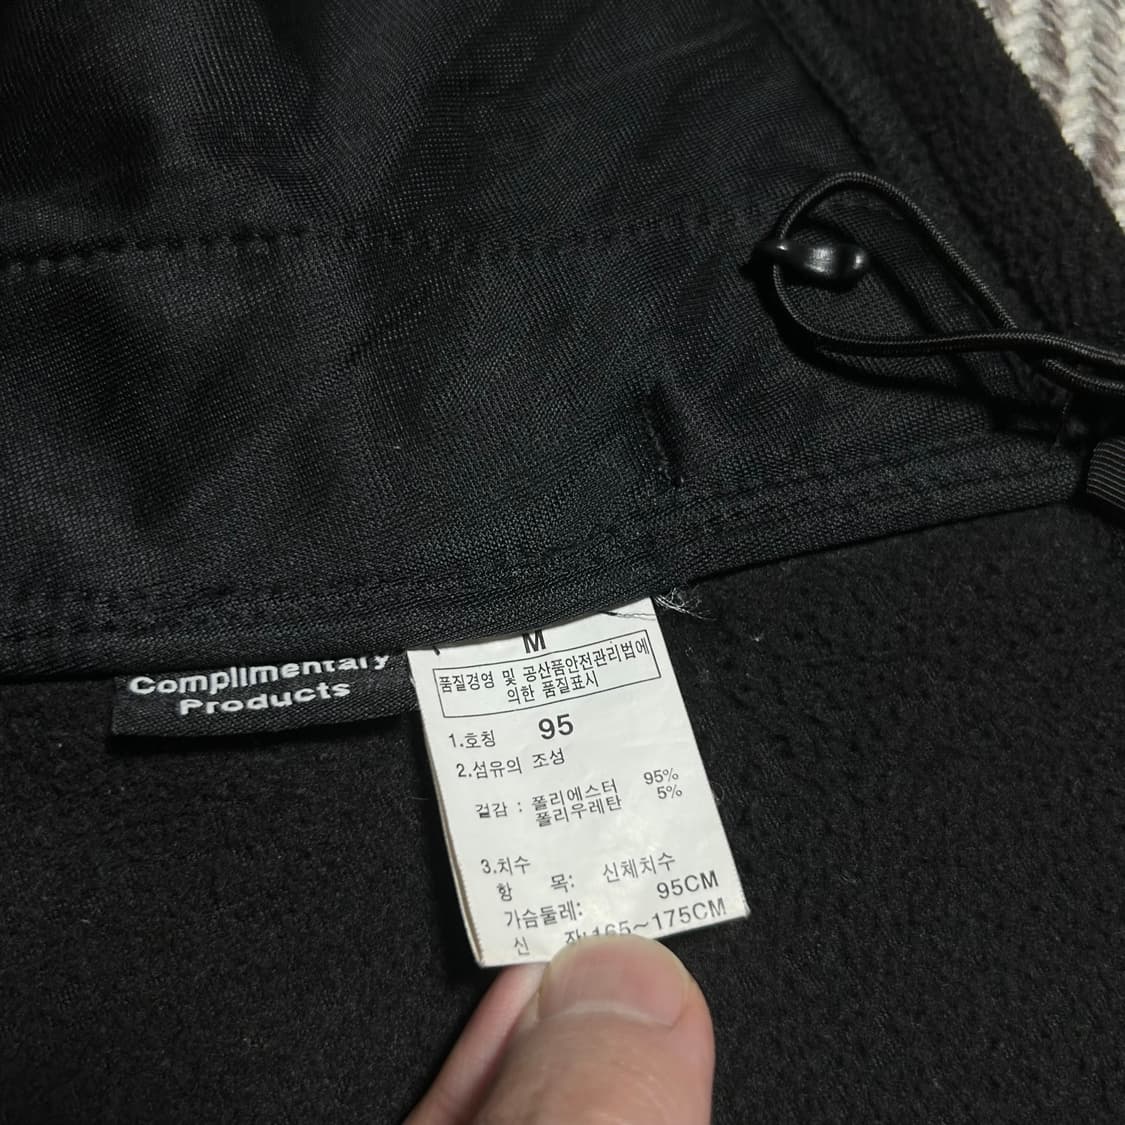 Complimentary
Products
M
품질경영 및 공산품안전관리법에
의한 품질표시
1.호칭 95
2.섬유의 조성
겉감 : 폴리에스터 95%
폴리우레탄 5%
3.치수
항 목: 신체치수
가슴둘레: 95CM
신 장:165~175CM